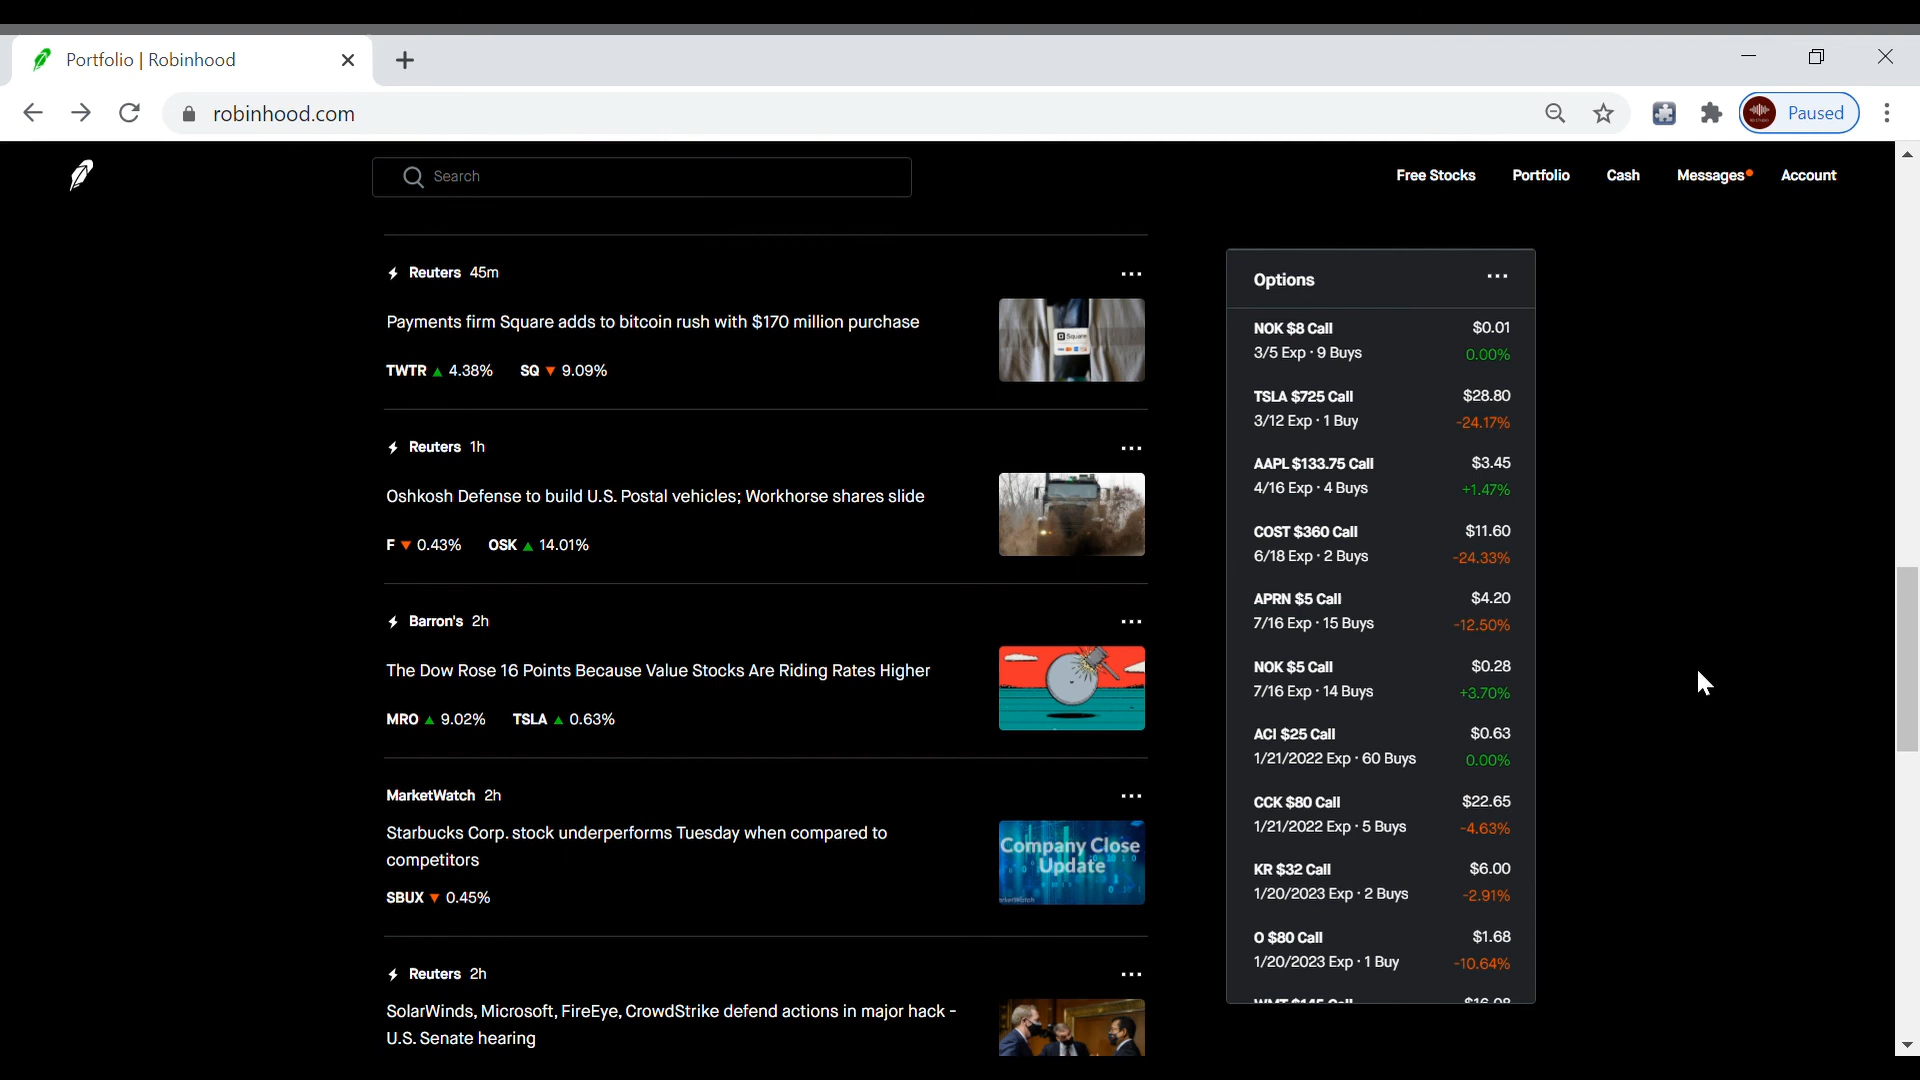 Portfolio | Robinhood
robinhood.com
Paused
Search
Free Stocks
Portfolio
Cash
Messages
Account
Reuters 45m
Payments firm Square adds to bitcoin rush with $170 million purchase
Square
TWTR 4.38% SQ 9.09%
Reuters 1h
Oshkosh Defense to build U.S. Postal vehicles; Workhorse shares slide
F 0.43% OSK 14.01%
Barron's 2h
The Dow Rose 16 Points Because Value Stocks Are Riding Rates Higher
MRO 9.02% TSLA 0.63%
MarketWatch 2h
Starbucks Corp. stock underperforms Tuesday when compared to
competitors
Company Close
Update
SBUX 0.45%
Reuters 2h
SolarWinds, Microsoft, FireEye, CrowdStrike defend actions in major hack -
U.S. Senate hearing
Options
NOK $8 Call $0.01
3/5 Exp · 9 Buys 0.00%
TSLA $725 Call $28.80
3/12 Exp · 1 Buy -24.17%
AAPL $133.75 Call $3.45
4/16 Exp · 4 Buys +1.47%
COST $360 Call $11.60
6/18 Exp · 2 Buys -24.33%
APRN $5 Call $4.20
7/16 Exp · 15 Buys -12.50%
NOK $5 Call $0.28
7/16 Exp · 14 Buys +3.70%
ACI $25 Call $0.63
1/21/2022 Exp · 60 Buys 0.00%
CCK $80 Call $22.65
1/21/2022 Exp · 5 Buys -4.63%
KR $32 Call $6.00
1/20/2023 Exp · 2 Buys -2.91%
O $80 Call $1.68
1/20/2023 Exp · 1 Buy -10.64%